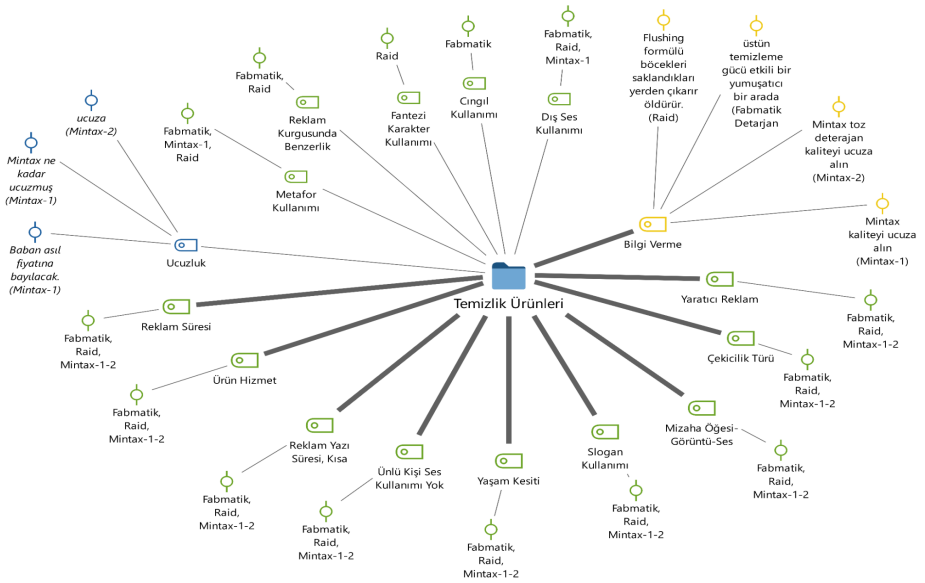 Fabmatik
Fabmatik,
Raid,
Mintax-1
Flushing
formülü
böcekleri
saklandıkları
yerden çıkarır
öldürür.
(Raid)
üstün
temizleme
gücü etkili bir
yumuşatıcı
bir arada
(Fabmatik
Detarjan
Raid
Fabmatik,
Raid
Cıngıl
Kullanımı
Fantezi
Karakter
Kullanımı
Dış Ses
Kullanımı
Reklam
Kurgusunda
Benzerlik
ucuza
(Mintax-2)
Fabmatik,
Mintax-1,
Raid
Mintax toz
deterajan
kaliteyi ucuza
alın
(Mintax-2)
Mintax ne
kadar
ucuzmuş
(Mintax-1)
Metafor
Kullanımı
Mintax
kaliteyi ucuza
alın
(Mintax-1)
Bilgi Verme
Baban asıl
fiyatına
bayılacak.
(Mintax-1)
Ucuzluk
Temizlik Ürünleri
Yaratıcı Reklam
Fabmatik,
Raid,
Mintax-1-2
Reklam Süresi
Fabmatik,
Raid,
Mintax-1-2
Çekicilik Türü
Fabmatik,
Raid,
Mintax-1-2
Ürün Hizmet
Fabmatik,
Raid,
Mintax-1-2
Mizaha Öğesi-
Görüntü-Ses
Fabmatik,
Raid,
Mintax-1-2
Reklam Yazı
Süresi, Kısa
Fabmatik,
Raid,
Mintax-1-2
Ünlü Kişi Ses
Kullanımı Yok
Fabmatik,
Raid,
Mintax-1-2
Yaşam Kesiti
Fabmatik,
Raid,
Mintax-1-2
Slogan
Kullanımı
Fabmatik,
Raid,
Mintax-1-2